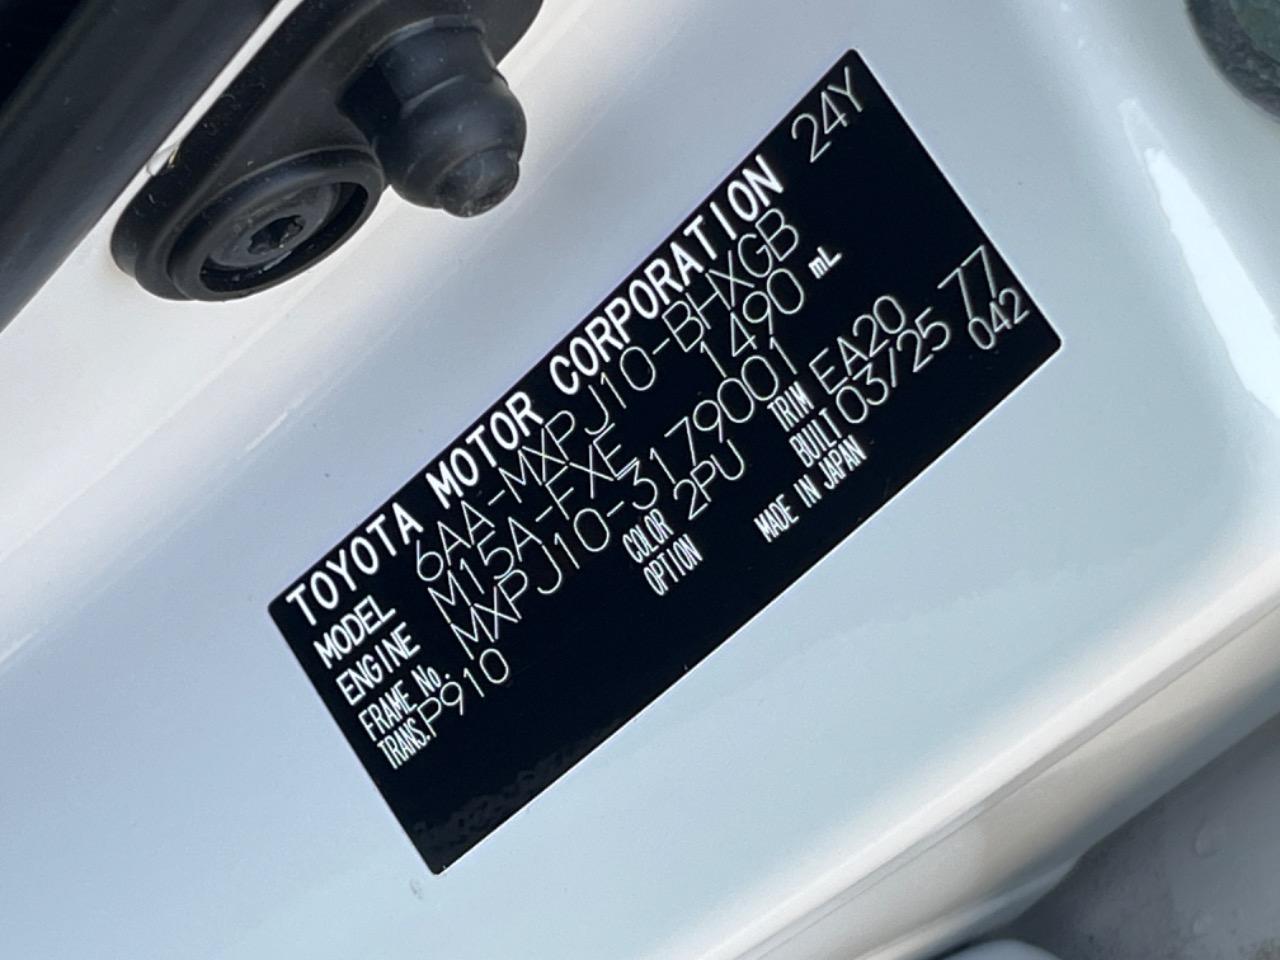 TOYOTA MOTOR CORPORATION 24Y
MODEL 6AA-MXPJ10-BHXGB
ENGINE M15A-FXE 1490 mL
FRAME No. MXPJ10-3179001
TRANS. P910 COLOR 2PU TRIM EA20 77
OPTION BUILT 03/25 042
MADE IN JAPAN